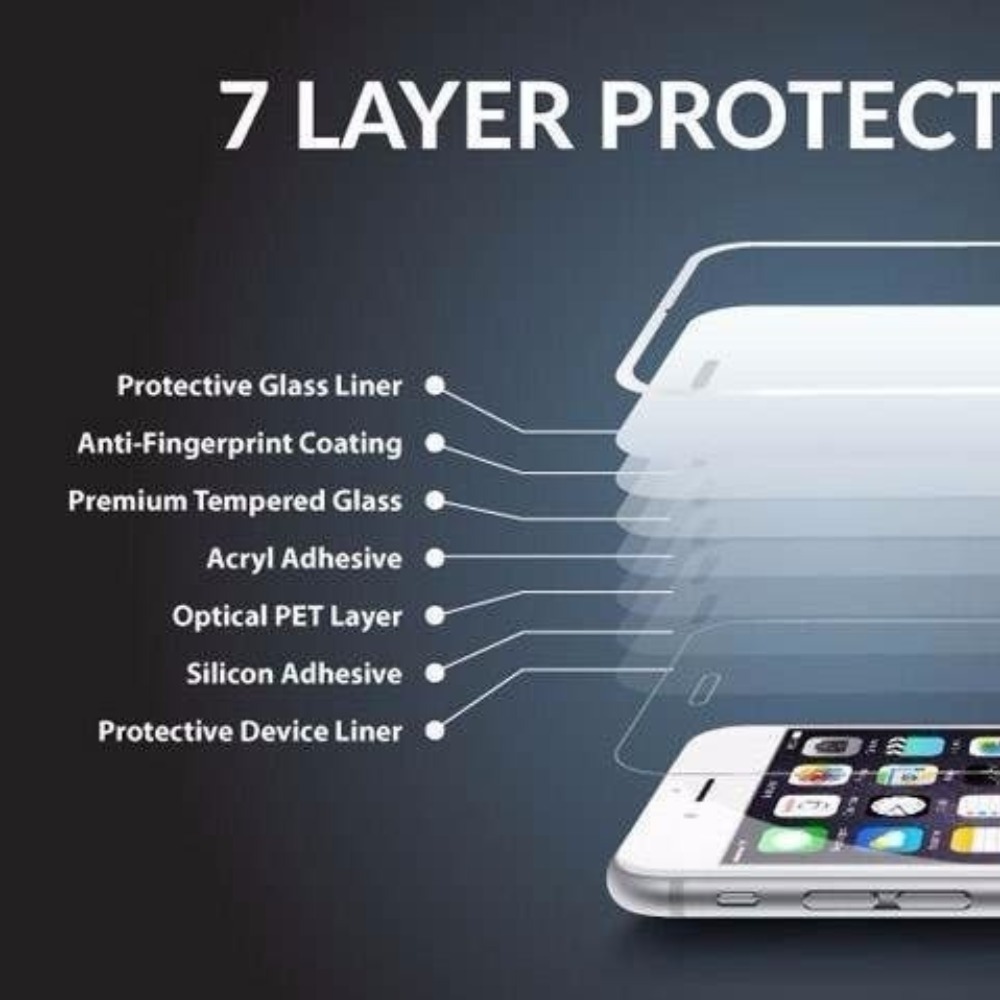 7 LAYER PROTECT
Protective Glass Liner
Anti-Fingerprint Coating
Premium Tempered Glass
Acryl Adhesive
Optical PET Layer
Silicon Adhesive
Protective Device Liner